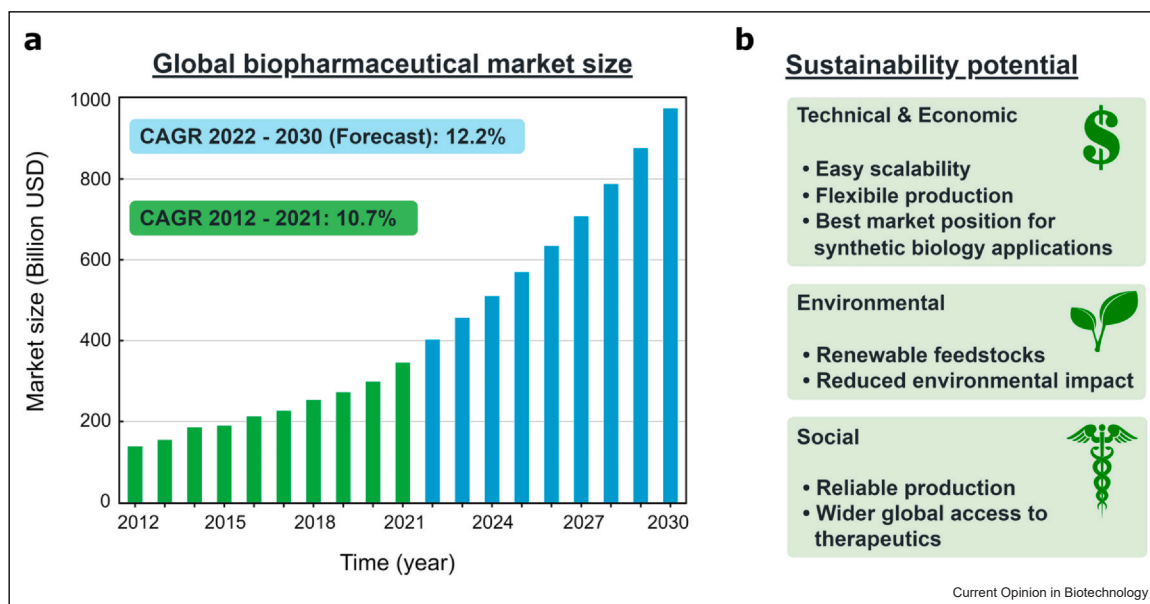 a
Global biopharmaceutical market size
1000
800
600
400
200
0
Market size (Billion USD)
CAGR 2022 - 2030 (Forecast): 12.2%
CAGR 2012 - 2021: 10.7%
2012
2015
2018
2021
2024
2027
2030
Time (year)
b
Sustainability potential
Technical & Economic
$
• Easy scalability
• Flexibile production
• Best market position for
synthetic biology applications
Environmental
• Renewable feedstocks
• Reduced environmental impact
Social
• Reliable production
• Wider global access to
therapeutics
Current Opinion in Biotechnology